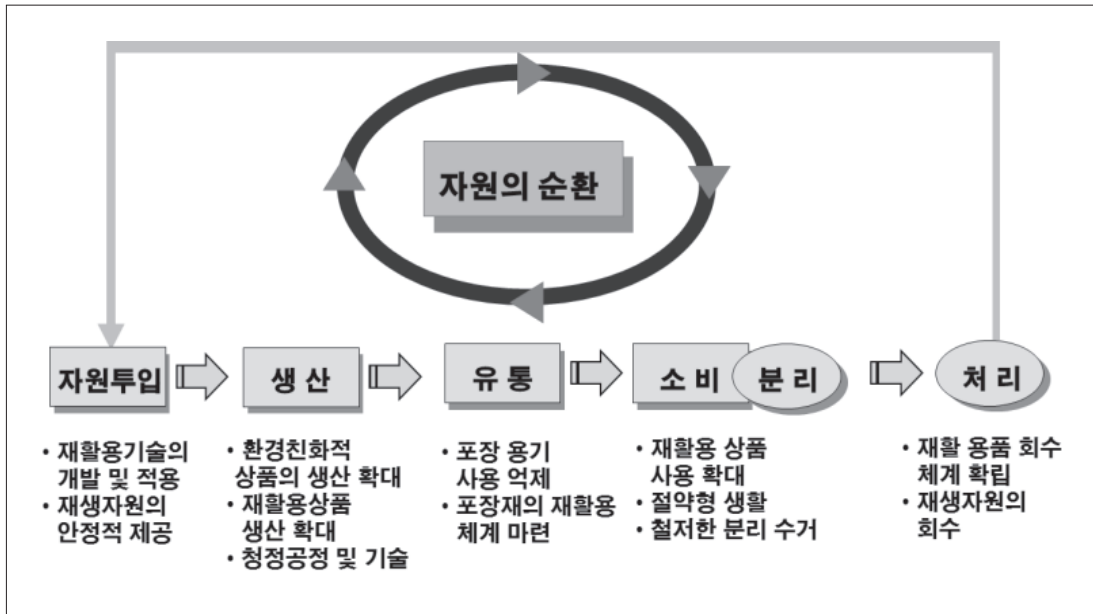 자원의 순환
자원투입
생 산
유 통
소 비
분 리
처 리
• 재활용기술의
개발 및 적용
• 재생자원의
안정적 제공
• 환경친화적
상품의 생산 확대
• 재활용상품
생산 확대
• 청정공정 및 기술
• 포장 용기
사용 억제
• 포장재의 재활용
체계 마련
• 재활용 상품
사용 확대
• 절약형 생활
• 철저한 분리 수거
• 재활 용품 회수
체계 확립
• 재생자원의
회수